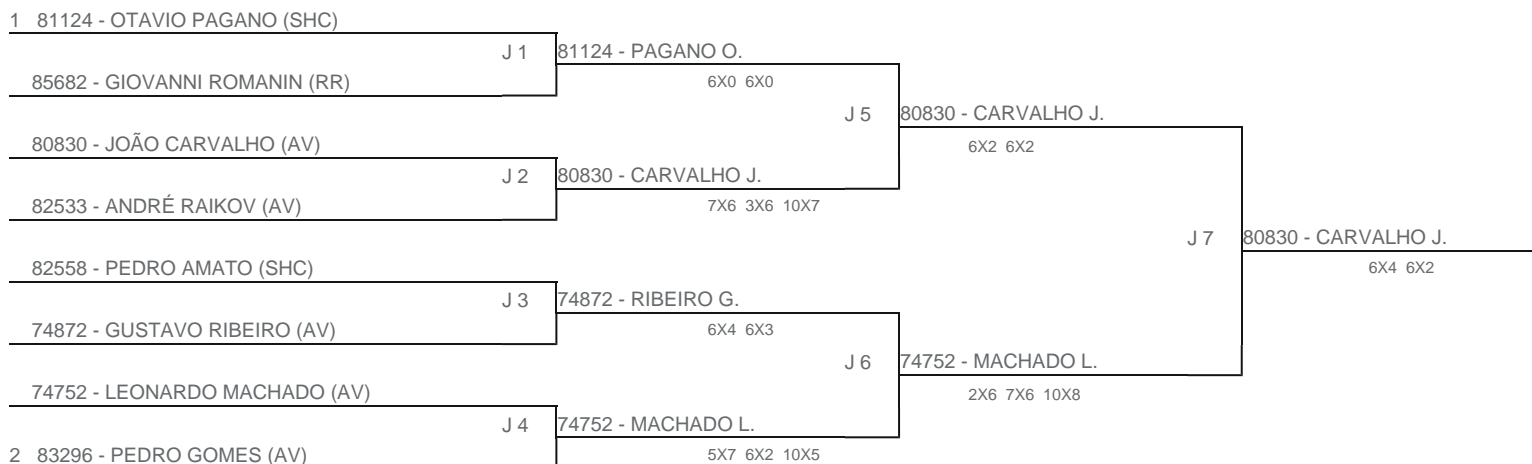 1 81124 - OTAVIO PAGANO (SHC)
J 1 81124 - PAGANO O.
85682 - GIOVANNI ROMANIN (RR) 6X0 6X0
J 5 80830 - CARVALHO J.
80830 - JOÃO CARVALHO (AV) 6X2 6X2
J 2 80830 - CARVALHO J.
82533 - ANDRÉ RAIKOV (AV) 7X6 3X6 10X7
J 7 80830 - CARVALHO J.
82558 - PEDRO AMATO (SHC) 6X4 6X2
J 3 74872 - RIBEIRO G.
74872 - GUSTAVO RIBEIRO (AV) 6X4 6X3
J 6 74752 - MACHADO L.
74752 - LEONARDO MACHADO (AV) 2X6 7X6 10X8
J 4 74752 - MACHADO L.
2 83296 - PEDRO GOMES (AV) 5X7 6X2 10X5